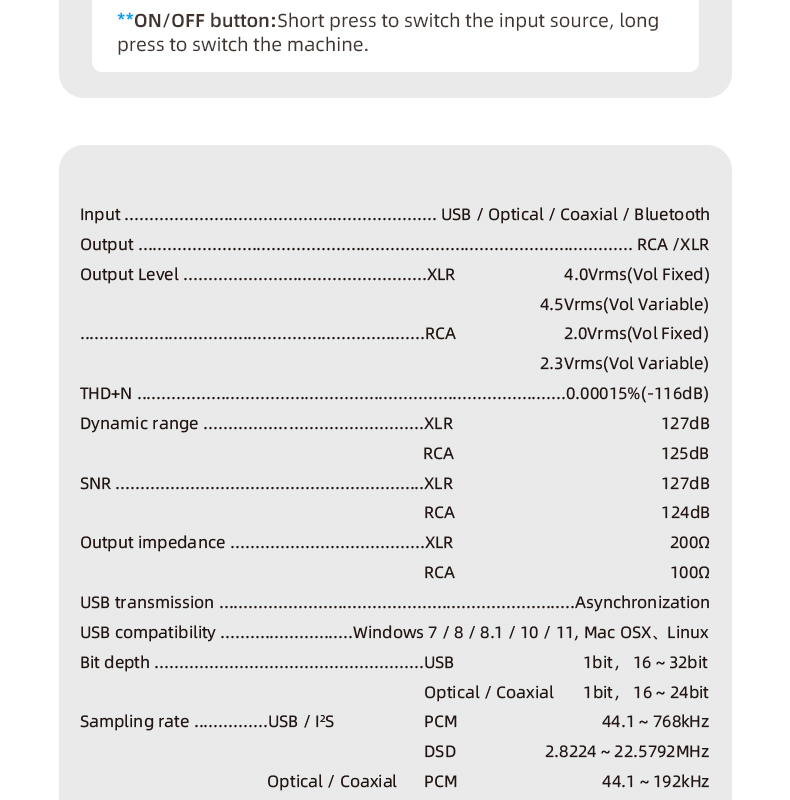 **ON/OFF button:Short press to switch the input source, long
press to switch the machine.
Input ................................................................ USB / Optical / Coaxial / Bluetooth
Output ..................................................................................................... RCA /XLR
Output Level ..................................................XLR 4.0Vrms(Vol Fixed)
4.5Vrms(Vol Variable)
.......................................................................RCA 2.0Vrms(Vol Fixed)
2.3Vrms(Vol Variable)
THD+N ........................................................................................0.00015%(-116dB)
Dynamic range .............................................XLR 127dB
RCA 125dB
SNR ...............................................................XLR 127dB
RCA 124dB
Output impedance ........................................XLR 200Ω
RCA 100Ω
USB transmission .........................................................................Asynchronization
USB compatibility ...........................Windows 7 / 8 / 8.1 / 10 / 11, Mac OSX、Linux
Bit depth .......................................................USB 1bit， 16 ~ 32bit
Optical / Coaxial 1bit， 16 ~ 24bit
Sampling rate ...............USB / I²S PCM 44.1 ~ 768kHz
DSD 2.8224 ~ 22.5792MHz
Optical / Coaxial PCM 44.1 ~ 192kHz